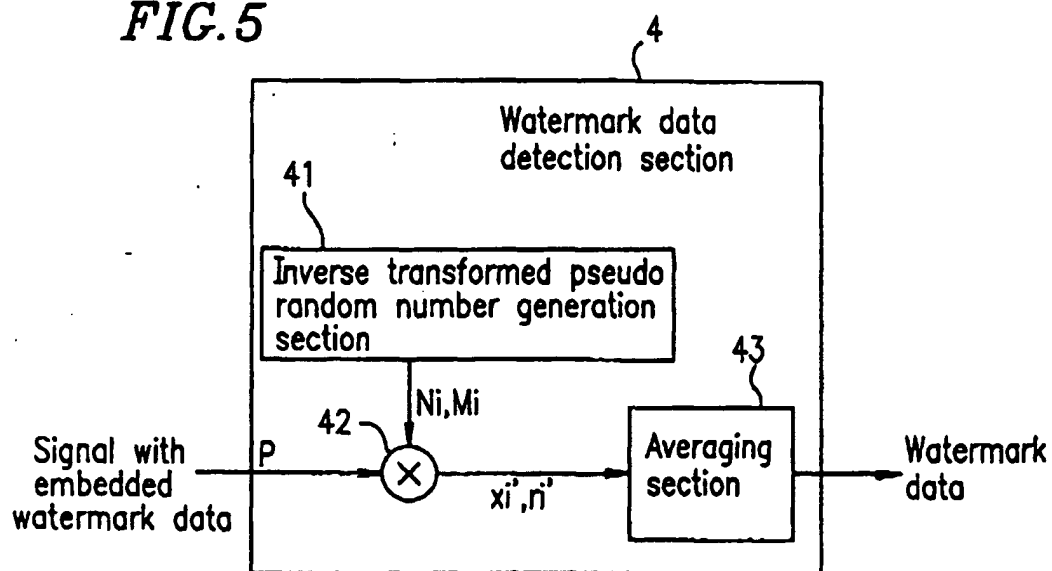 FIG.5
4
Watermark data
detection section
41
Inverse transformed pseudo
random number generation
section
Ni,Mi
42
43
Signal with
embedded
watermark data
P
xi',n'
Averaging
section
Watermark
data